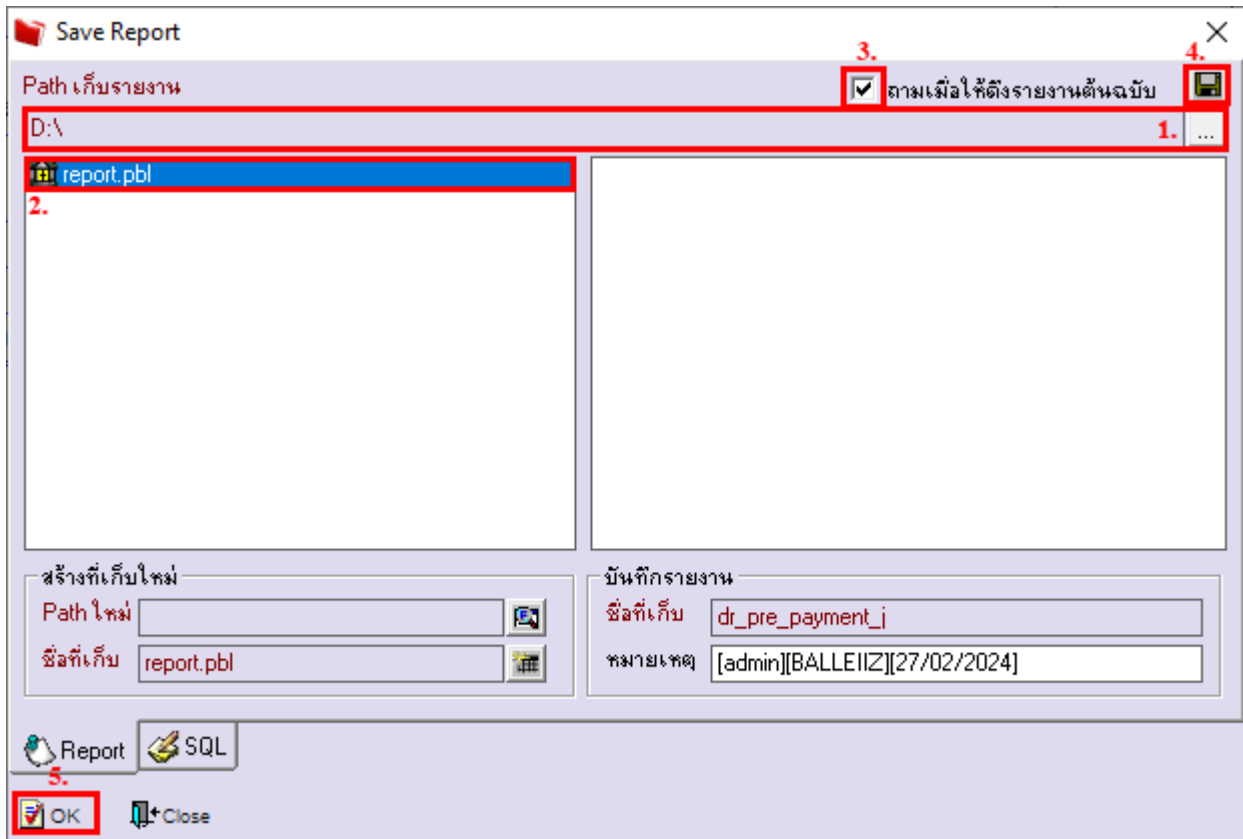 Save Report
3.
4.
Path เก็บรายงาน
ถามเมื่อให้ดึงรายงานต้นฉบับ
D:\
1.
...
report.pbl
2.
สร้างที่เก็บใหม่
Path ใหม่
ชื่อที่เก็บ
report.pbl
บันทึกรายงาน
ชื่อที่เก็บ
dr_pre_payment_j
หมายเหตุ
[admin][BALLEIIZ][27/02/2024]
Report
SQL
5.
OK
Close